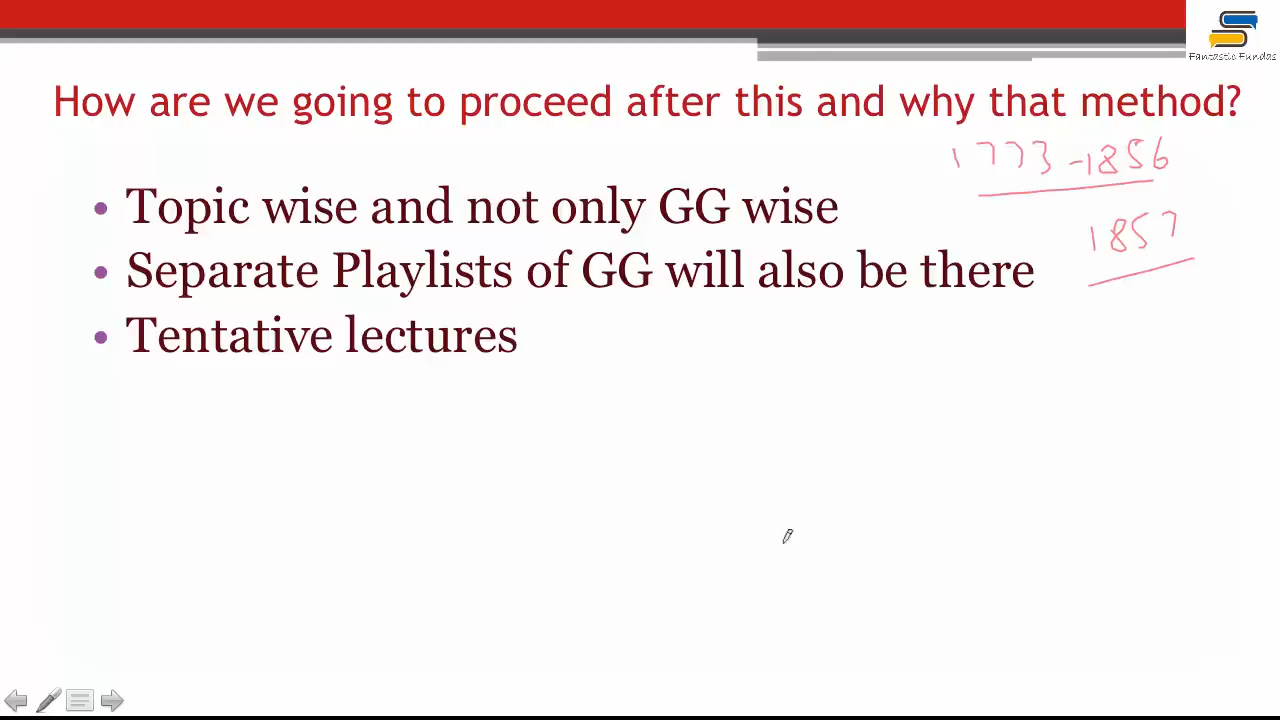 Fantastic Fundas
How are we going to proceed after this and why that method?
1773-1856
• Topic wise and not only GG wise
1857
• Separate Playlists of GG will also be there
• Tentative lectures